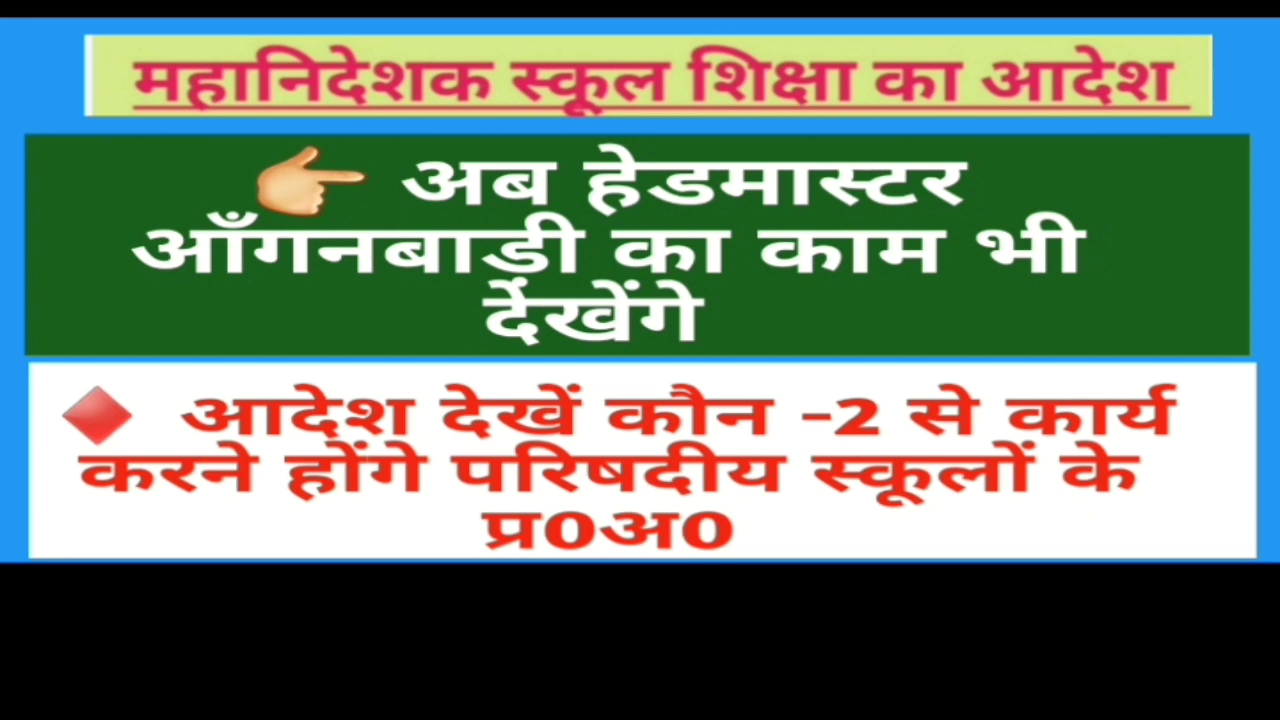 महानिदेशक स्कूल शिक्षा का आदेश
👉 अब हेडमास्टर
आँगनबाडी का काम भी
देंखेंगे
♦ आदेश देखें कौन -2 से कार्य
करने होंगे परिषदीय स्कूलों के
प्र0अ0